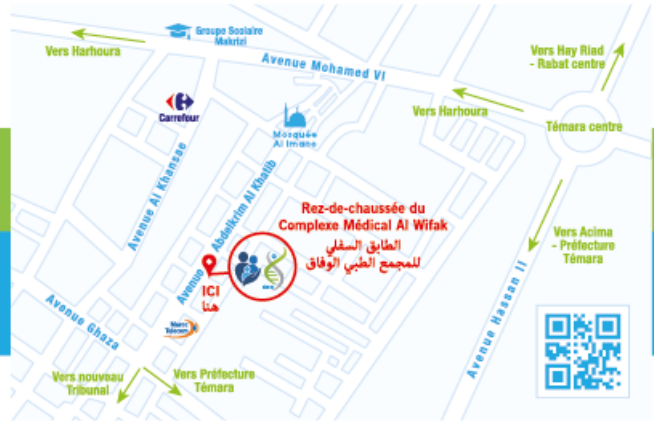 Groupe Scolaire
Makrizi
Vers Harhoura
Avenue Mohamed VI
Vers Hay Riad
- Rabat centre
Carrefour
Vers Harhoura
Témara centre
Mosquée
Al Imane
Avenue Al Khansae
Avenue Abdelkrim Al Khatib
Rez-de-chaussée du
Complexe Médical Al Wifak
الطابق السفلي
للمجمع الطبي الوفاق
Vers Acima
- Préfecture
Témara
ICI
هنا
Avenue Hassan II
Avenue Ghaza
Maroc
Telecom
Vers nouveau
Tribunal
Vers Préfecture
Témara